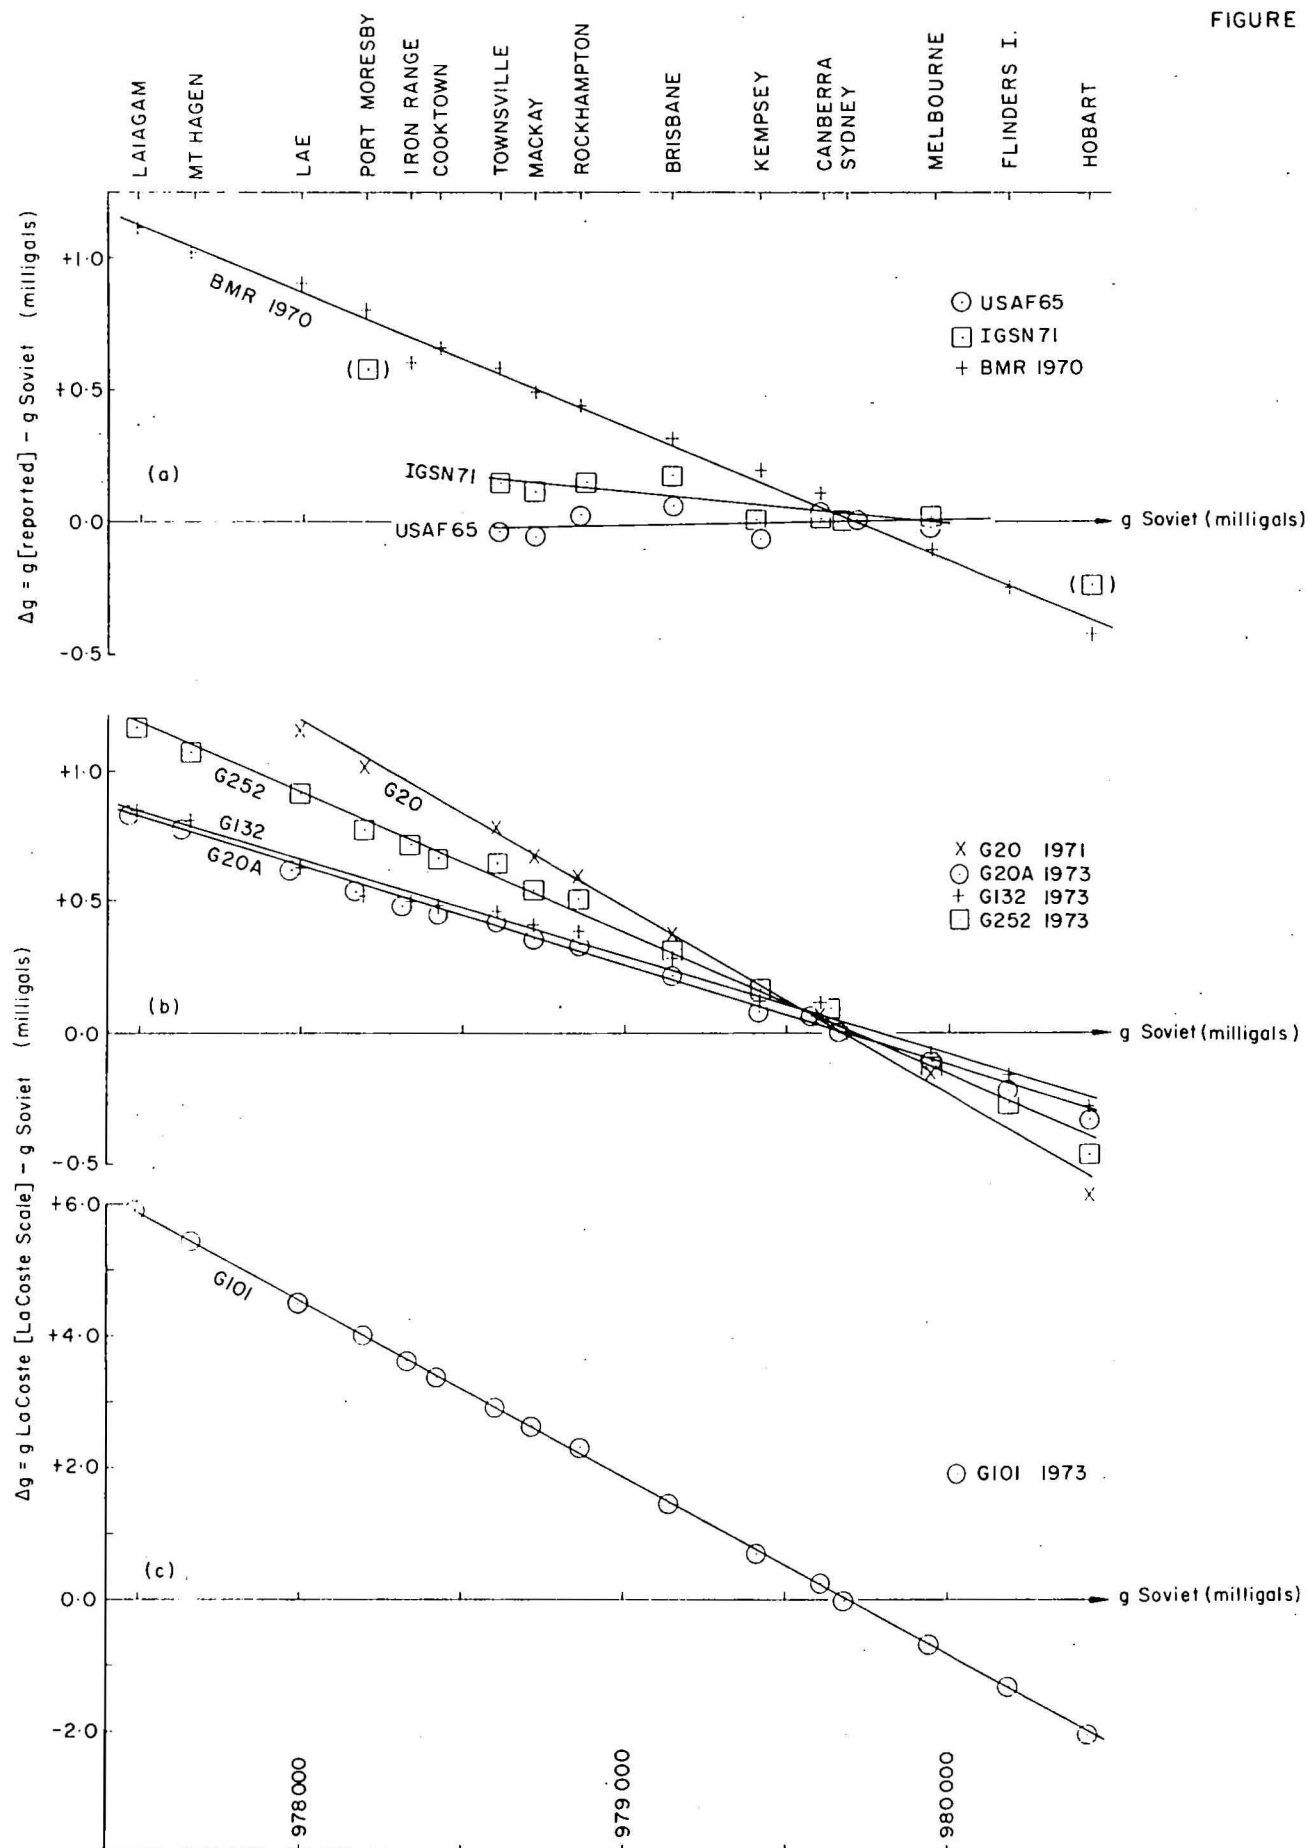 FIGURE
LAIAGAM
MT HAGEN
LAE
PORT MORESBY
IRON RANGE
COOKTOWN
TOWNSVILLE
MACKAY
ROCKHAMPTON
BRISBANE
KEMPSEY
CANBERRA
SYDNEY
MELBOURNE
FLINDERS I.
HOBART
Δg = g [reported] – g Soviet (milligals)
+1·0
+0·5
0·0
-0·5
(a)
BMR 1970
IGSN71
USAF65
USAF65
IGSN71
+ BMR 1970
g Soviet (milligals)
Δg = g LaCoste [LaCoste Scale] – g Soviet (milligals)
+1·0
+0·5
0·0
-0·5
(b)
G252
G20
G132
G20A
X G20 1971
G20A 1973
+ G132 1973
G252 1973
g Soviet (milligals)
+6·0
+4·0
+2·0
0·0
-2·0
(c)
G101
G101 1973
g Soviet (milligals)
978000
979000
980000